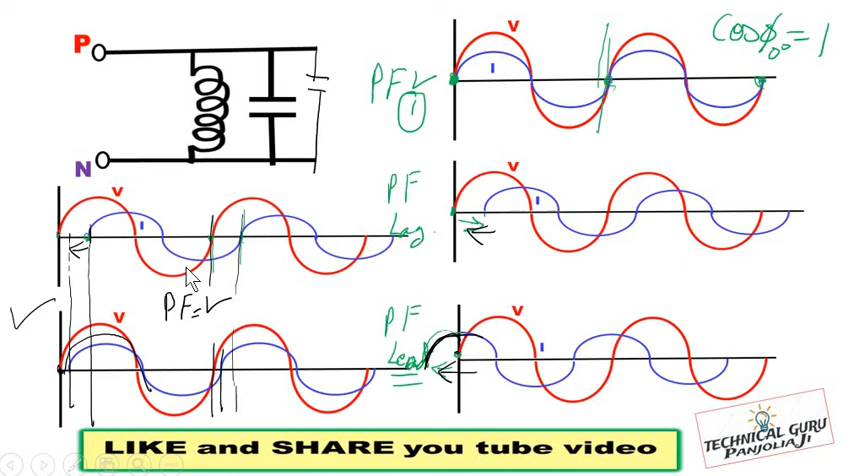 P
N
V
I
PF=✓
V
PF ✓
1
V
I
Cosϕ₀° = 1
PF
Lag.
V
I
PF
Lead
V
I
LIKE and SHARE you tube video
TECHNICAL GURU
PANJOLIA JI